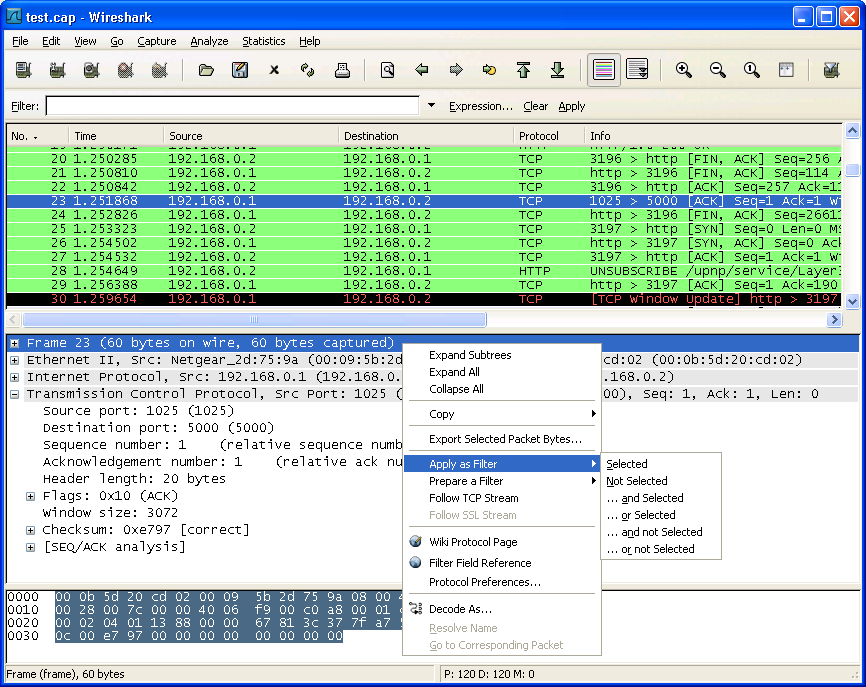 test.cap - Wireshark
File Edit View Go Capture Analyze Statistics Help
Filter: Expression... Clear Apply
No. Time Source Destination Protocol Info
20 1.250285 192.168.0.2 192.168.0.1 TCP 3196 > http [FIN, ACK] Seq=256 A
21 1.250810 192.168.0.1 192.168.0.2 TCP http > 3196 [FIN, ACK] Seq=114 A
22 1.250842 192.168.0.2 192.168.0.1 TCP 3196 > http [ACK] Seq=257 Ack=11
23 1.251868 192.168.0.1 192.168.0.2 TCP 1025 > 5000 [ACK] Seq=1 Ack=1 Wi
24 1.252826 192.168.0.1 192.168.0.2 TCP http > 3196 [FIN, ACK] Seq=26611
25 1.253323 192.168.0.2 192.168.0.1 TCP 3197 > http [SYN] Seq=0 Len=0 MS
26 1.254502 192.168.0.1 192.168.0.2 TCP http > 3197 [SYN, ACK] Seq=0 Ack
27 1.254532 192.168.0.2 192.168.0.1 TCP 3197 > http [ACK] Seq=1 Ack=1 Wi
28 1.254649 192.168.0.2 192.168.0.1 HTTP UNSUBSCRIBE /upnp/service/Layer3
29 1.256388 192.168.0.1 192.168.0.2 TCP http > 3197 [ACK] Seq=1 Ack=190
30 1.259654 192.168.0.1 192.168.0.2 TCP [TCP Window Update] http > 3197
Frame 23 (60 bytes on wire, 60 bytes captured)
Ethernet II, Src: Netgear_2d:75:9a (00:09:5b:2d cd:02 (00:0b:5d:20:cd:02)
Internet Protocol, Src: 192.168.0.1 (192.168.0. .168.0.2)
Transmission Control Protocol, Src Port: 1025 ( 00), Seq: 1, Ack: 1, Len: 0
Source port: 1025 (1025)
Destination port: 5000 (5000)
Sequence number: 1 (relative sequence numb
Acknowledgement number: 1 (relative ack nu
Header length: 20 bytes
Flags: 0x10 (ACK)
Window size: 3072
Checksum: 0xe797 [correct]
[SEQ/ACK analysis]
Expand Subtrees
Expand All
Collapse All
Copy
Export Selected Packet Bytes...
Apply as Filter
Prepare a Filter
Follow TCP Stream
Follow SSL Stream
Wiki Protocol Page
Filter Field Reference
Protocol Preferences...
Decode As...
Resolve Name
Go to Corresponding Packet
Selected
Not Selected
... and Selected
... or Selected
... and not Selected
... or not Selected
0000 00 0b 5d 20 cd 02 00 09 5b 2d 75 9a 08 00
0010 00 28 00 7c 00 00 40 06 f9 00 c0 a8 00 01
0020 00 02 04 01 13 88 00 00 67 81 3c 37 7f a7
0030 0c 00 e7 97 00 00 00 00 00 00 00 00
Frame (frame), 60 bytes
P: 120 D: 120 M: 0